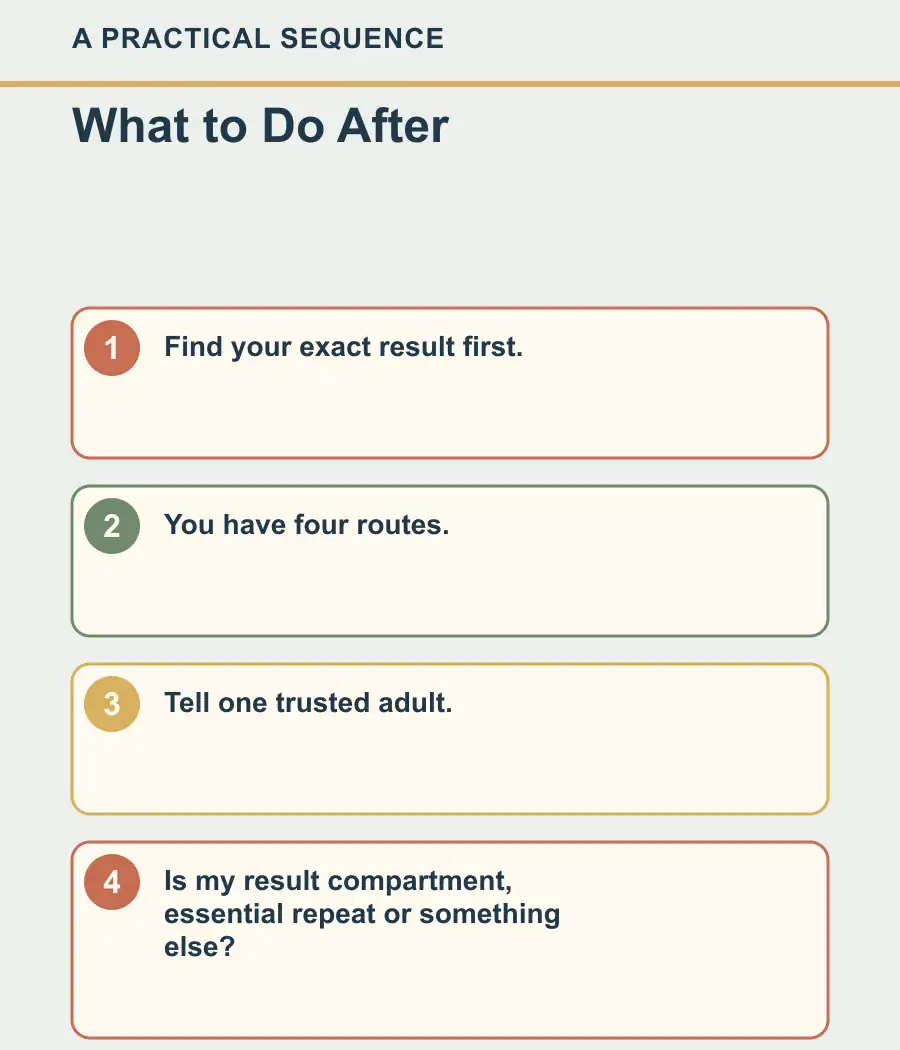 A PRACTICAL SEQUENCE
What to Do After
1
Find your exact result first.
2
You have four routes.
3
Tell one trusted adult.
4
Is my result compartment,
essential repeat or something
else?